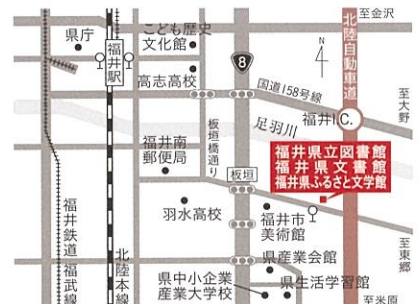 至金沢
北陸自動車道
県庁
こども歴史
文化館
福井駅
N
8
高志高校
国道158号線
至大野
足羽川
福井I.C.
板垣橋通り
福井南
郵便局
板垣
福井県立図書館
福井県文書館
福井県ふるさと文学館
羽水高校
福井市
美術館
福井鉄道
福武線
北陸本線
県産業会館
至東郷
県中小企業
産業大学校
県生活学習館
至米原